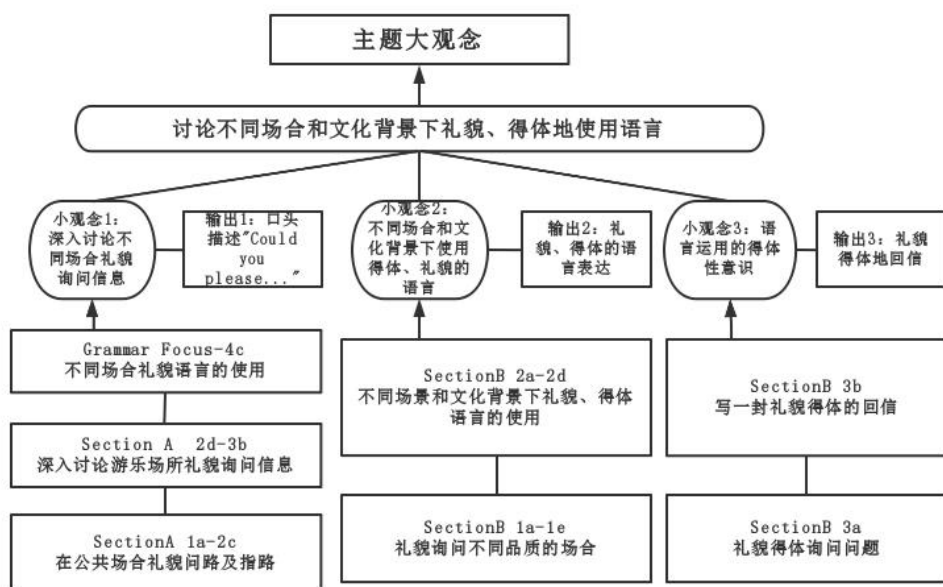 主题大观念
讨论不同场合和文化背景下礼貌、得体地使用语言
小观念1:
深入讨论不
同场合礼貌
询问信息
输出1: 口头
描述"Could
you
please..."
小观念2:
不同场合和文
化背景下使用
得体、礼貌的
语言
输出2: 礼
貌、得体的语
言表达
小观念3: 语
言运用的得体
性意识
输出3: 礼貌
得体地回信
Grammar Focus-4c
不同场合礼貌语言的使用
Section A 2d-3b
深入讨论游乐场所礼貌询问信息
SectionA 1a-2c
在公共场合礼貌问路及指路
SectionB 2a-2d
不同场景和文化背景下礼貌、得体
语言的使用
SectionB 1a-1e
礼貌询问不同品质的场合
SectionB 3b
写一封礼貌得体的回信
SectionB 3a
礼貌得体询问问题